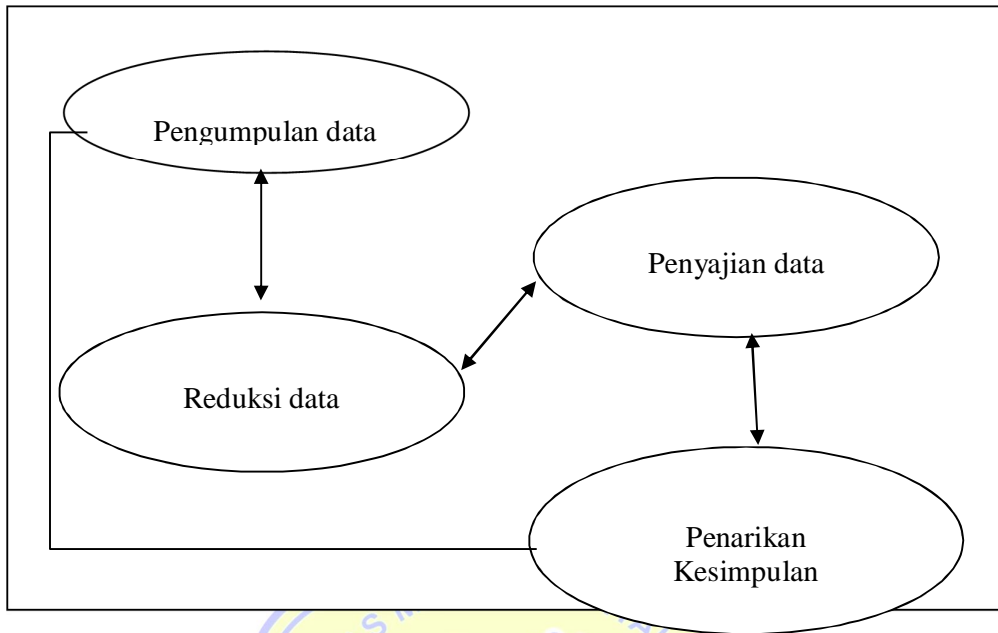 Pengumpulan data
Penyajian data
Reduksi data
Penarikan
Kesimpulan